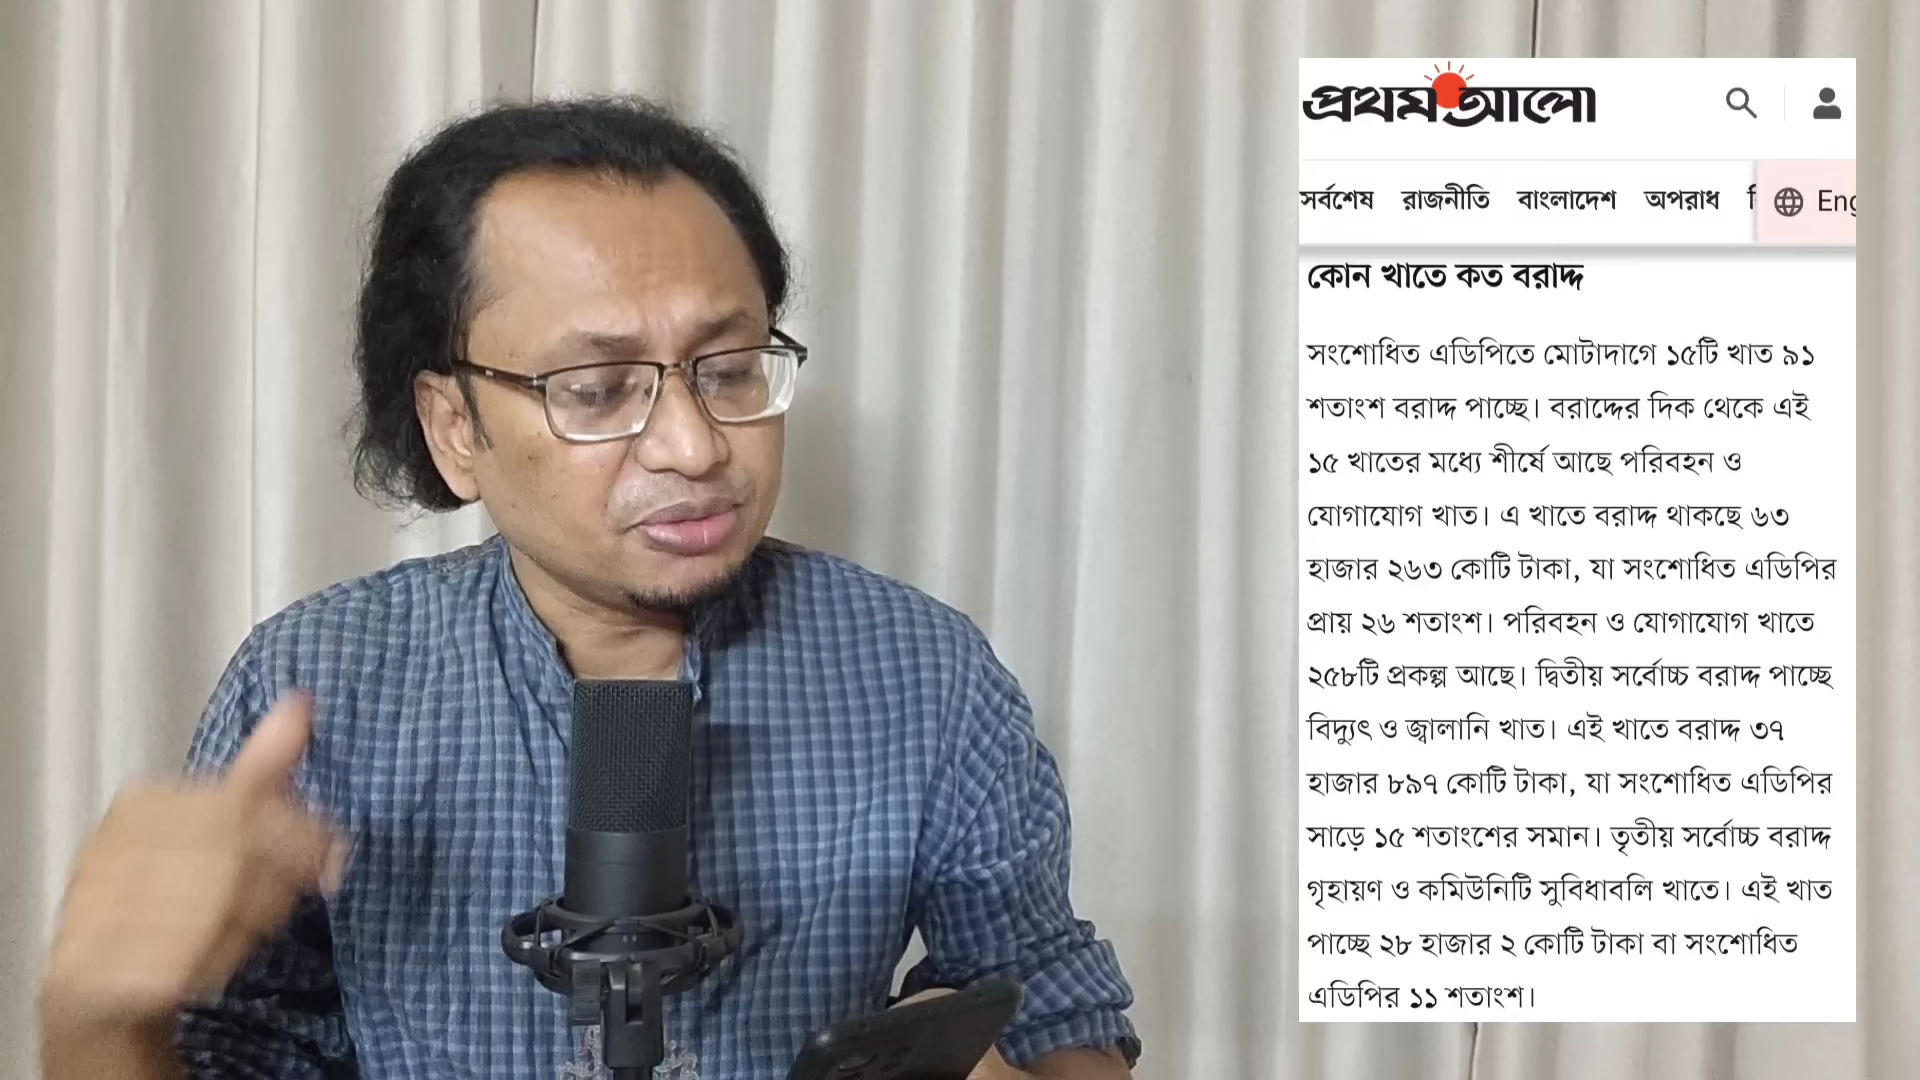 প্রথম আলো
সর্বশেষ রাজনীতি বাংলাদেশ অপরাধ Eng
কোন খাতে কত বরাদ্দ
সংশোধিত এডিপিতে মোটাদাগে ১৫টি খাত ৯১
শতাংশ বরাদ্দ পাচ্ছে। বরাদ্দের দিক থেকে এই
১৫ খাতের মধ্যে শীর্ষে আছে পরিবহন ও
যোগাযোগ খাত। এ খাতে বরাদ্দ থাকছে ৬৩
হাজার ২৬৩ কোটি টাকা, যা সংশোধিত এডিপির
প্রায় ২৬ শতাংশ। পরিবহন ও যোগাযোগ খাতে
২৫৮টি প্রকল্প আছে। দ্বিতীয় সর্বোচ্চ বরাদ্দ পাচ্ছে
বিদ্যুৎ ও জ্বালানি খাত। এই খাতে বরাদ্দ ৩৭
হাজার ৮৯৭ কোটি টাকা, যা সংশোধিত এডিপির
সাড়ে ১৫ শতাংশের সমান। তৃতীয় সর্বোচ্চ বরাদ্দ
গৃহায়ণ ও কমিউনিটি সুবিধাবলি খাতে। এই খাত
পাচ্ছে ২৮ হাজার ২ কোটি টাকা বা সংশোধিত
এডিপির ১১ শতাংশ।